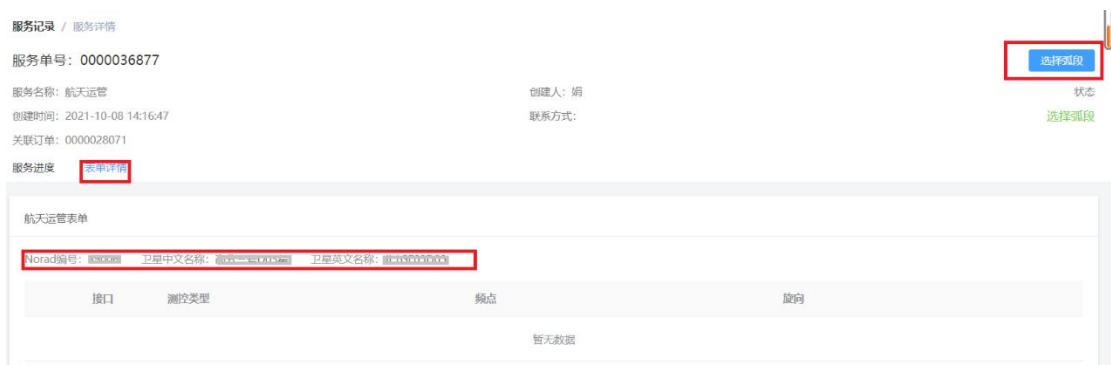 服务记录 / 服务详情
服务单号：0000036877
选择弧段
服务名称：航天运营
创建人：娟
状态
创建时间：2021-10-08 14:16:47
联系方式：
选择弧段
关联订单：0000028071
服务进度 表单详情
航天运管表单
Norad编号： 卫星中文名称： 卫星英文名称：
接口 测控类型 频点 旋向
暂无数据